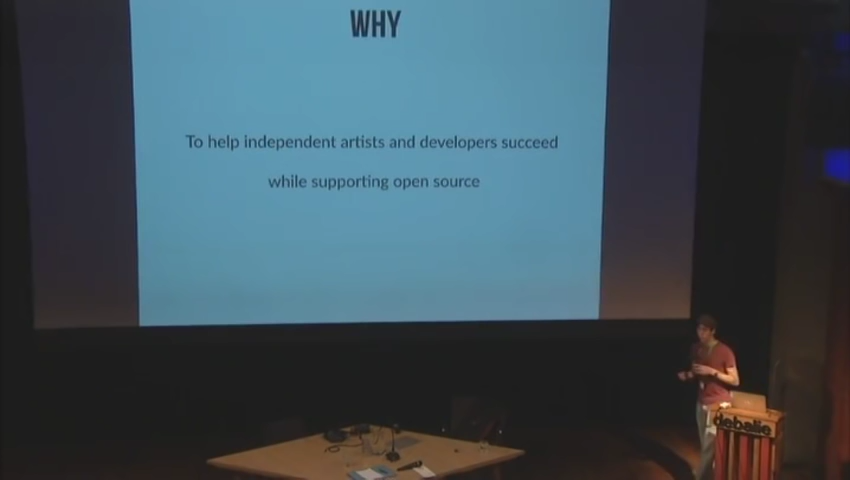 WHY
To help independent artists and developers succeed
while supporting open source
debalie